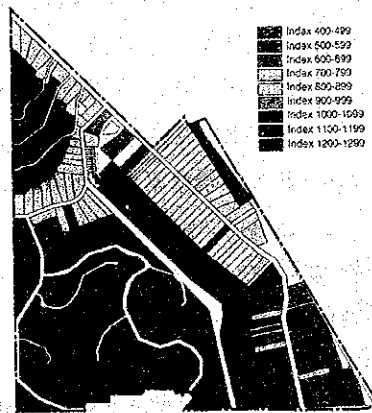 Index 400-499
Index 500-599
Index 600-699
Index 700-799
Index 800-899
Index 900-999
Index 1000-1099
Index 1100-1199
Index 1200-1299